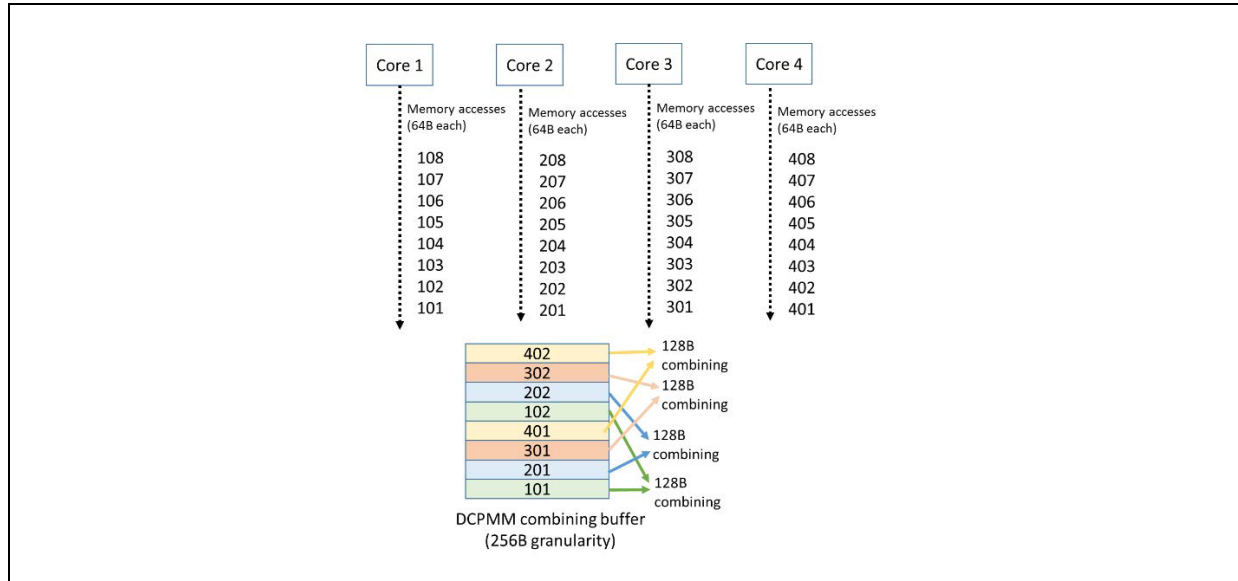 Core 1
Core 2
Core 3
Core 4
Memory accesses
(64B each)
Memory accesses
(64B each)
Memory accesses
(64B each)
Memory accesses
(64B each)
108
107
106
105
104
103
102
101
208
207
206
205
204
203
202
201
308
307
306
305
304
303
302
301
408
407
406
405
404
403
402
401
402
302
202
102
401
301
201
101
128B
combining
128B
combining
128B
combining
128B
combining
DCPMM combining buffer
(256B granularity)